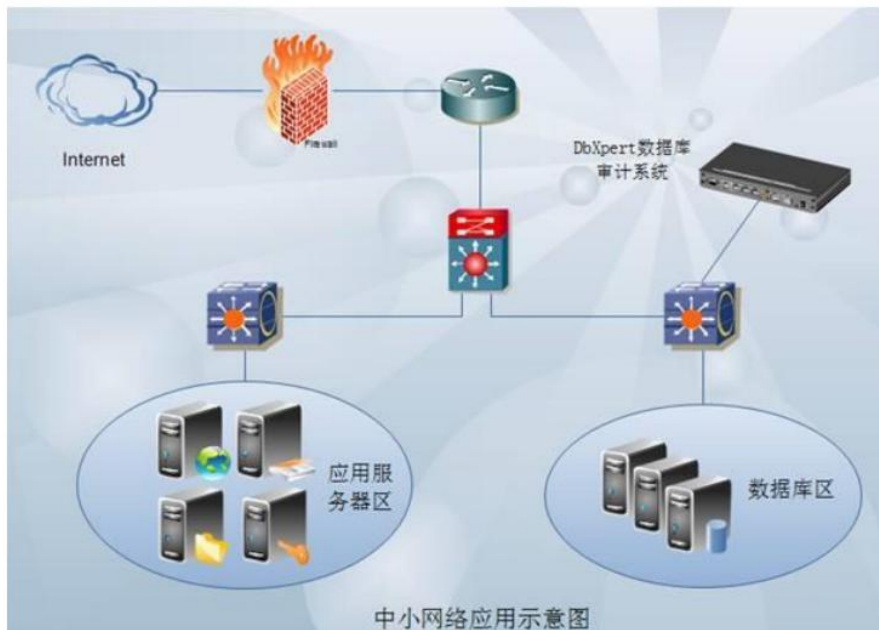 Firewall
Internet
DbXpert数据库
审计系统
应用服
务器区
数据库区
中小网络应用示意图